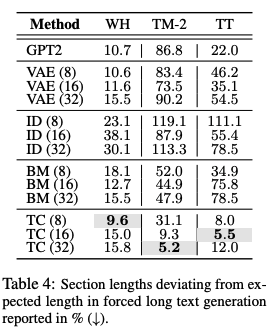 Method WH TM-2 TT
GPT2 10.7 86.8 22.0
VAE (8) 10.6 83.4 46.2
VAE (16) 11.6 73.5 35.1
VAE (32) 15.5 90.2 54.5
ID (8) 23.1 119.1 111.1
ID (16) 38.1 87.9 55.4
ID (32) 30.1 113.3 78.5
BM (8) 18.1 52.0 34.9
BM (16) 12.7 44.9 75.8
BM (32) 15.5 47.9 78.5
TC (8) 9.6 31.1 8.0
TC (16) 15.0 9.3 5.5
TC (32) 15.8 5.2 12.0
Table 4: Section lengths deviating from ex-
pected length in forced long text generation
reported in % (↓).